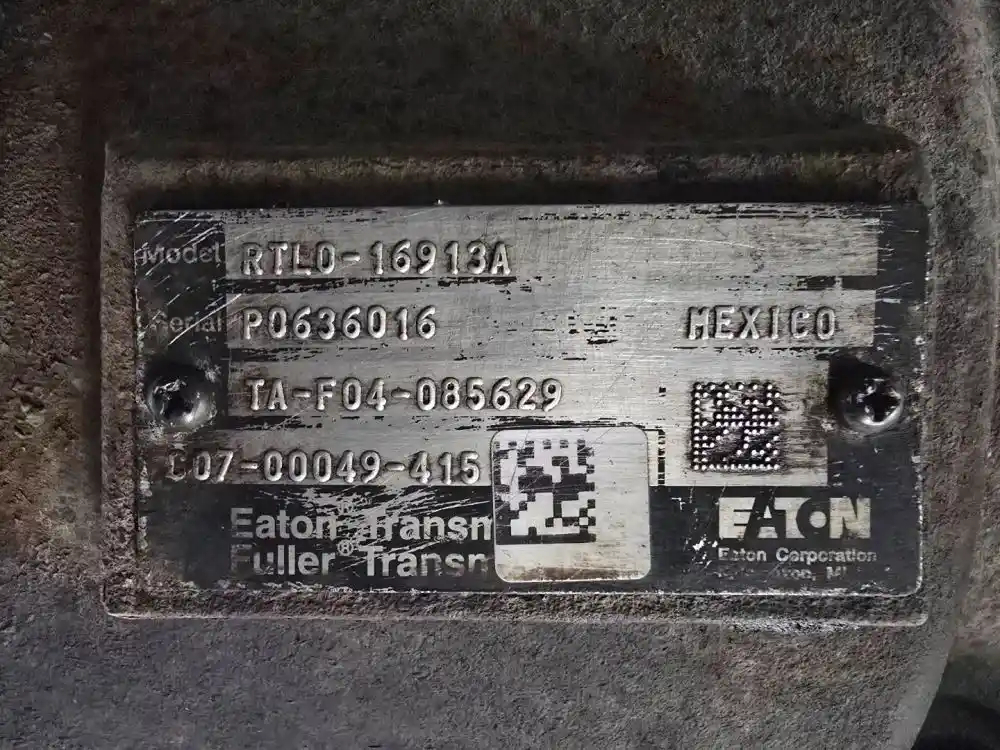 Model RTLO-16913A
Serial P0636016 MEXICO
TA-F04-085629
C07-00049-415
Eaton® Transm
Fuller® Transm
EATON
Eaton Corporation
MI